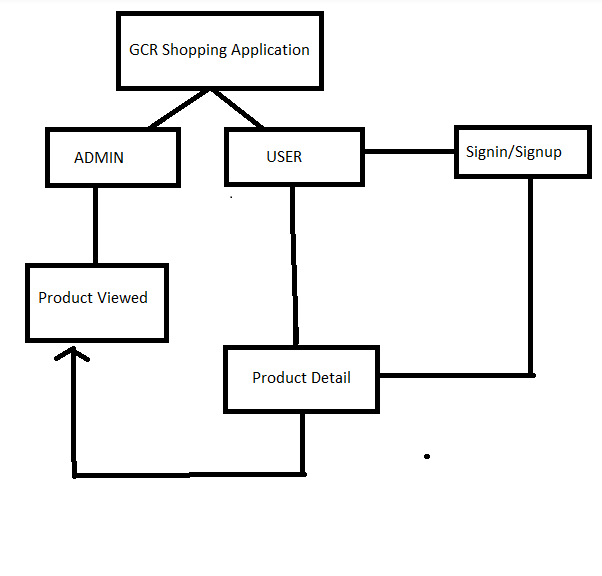 GCR Shopping Application
ADMIN
USER
Signin/Signup
Product Viewed
Product Detail